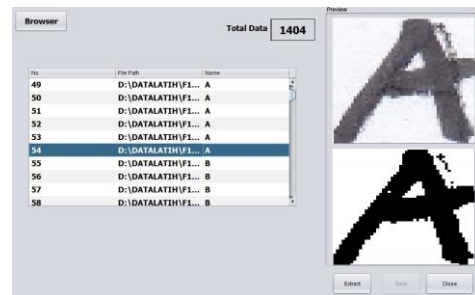 Preview
Browser
Total Data 1404
No File Path Name
49 D:\DATALATIH\F1... A
50 D:\DATALATIH\F1... A
51 D:\DATALATIH\F1... A
52 D:\DATALATIH\F1... A
53 D:\DATALATIH\F1... A
54 D:\DATALATIH\F1... A
55 D:\DATALATIH\F1... B
56 D:\DATALATIH\F1... B
57 D:\DATALATIH\F1... B
58 D:\DATALATIH\F1... B
A
A
Extract Close